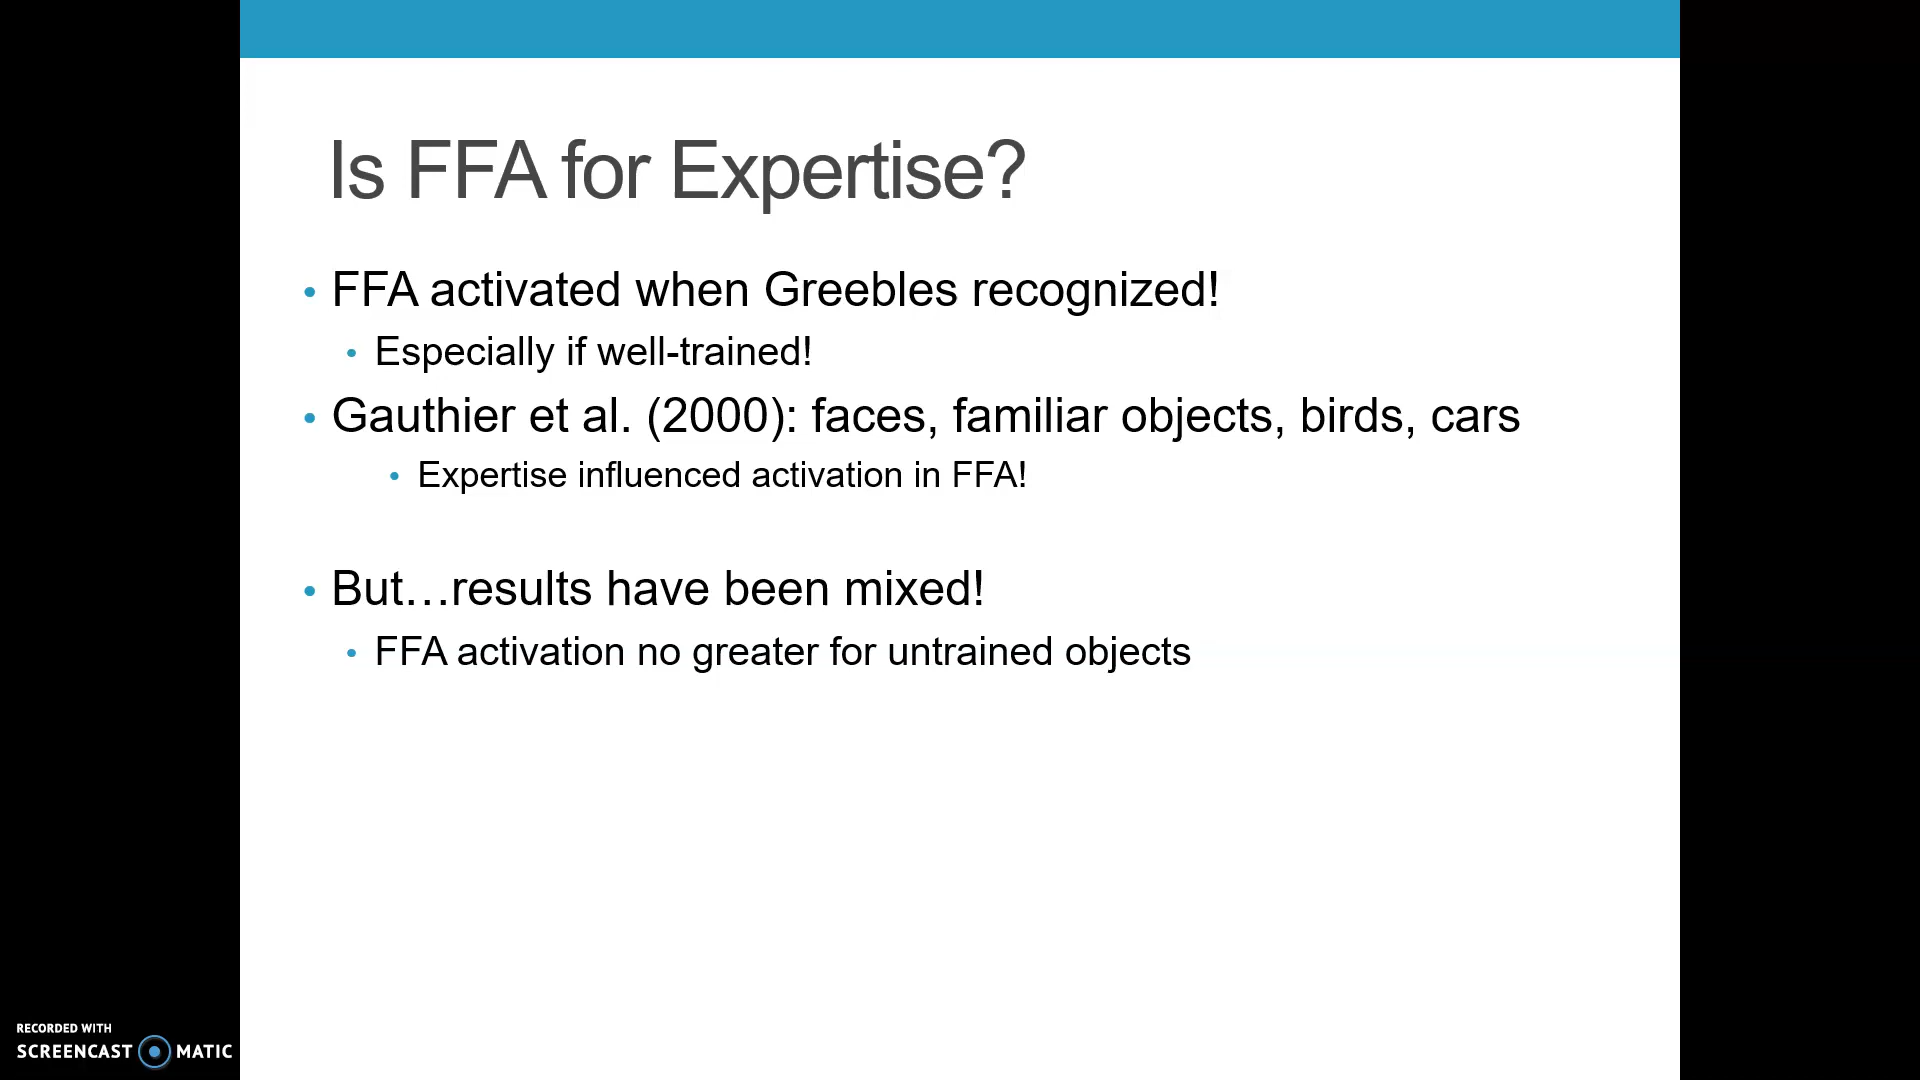 Is FFA for Expertise?
• FFA activated when Greebles recognized!
• Especially if well-trained!
• Gauthier et al. (2000): faces, familiar objects, birds, cars
• Expertise influenced activation in FFA!
• But…results have been mixed!
• FFA activation no greater for untrained objects
RECORDED WITH
SCREENCAST MATIC